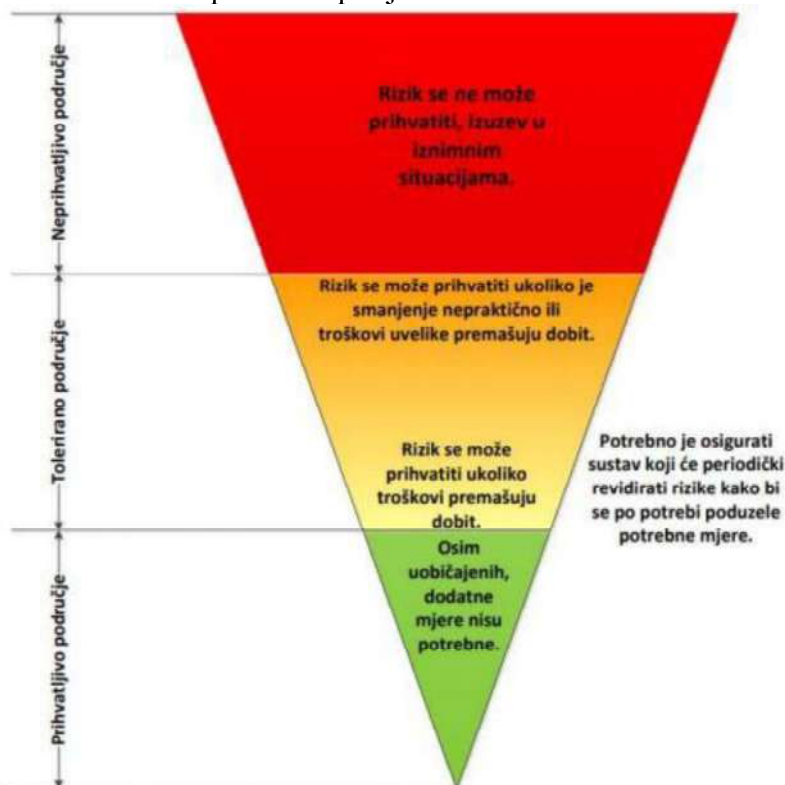 Neprihvatljivo područje
Rizik se ne može
prihvatiti, izuzev u
iznimnim
situacijama.
Tolerirano područje
Rizik se može prihvatiti ukoliko je
smanjenje nepraktično ili
troškovi uvelike premašuju dobit.
Rizik se može
prihvatiti ukoliko
troškovi premašuju
dobit.
Potrebno je osigurati
sustav koji će periodički
revidirati rizike kako bi
se po potrebi poduzele
potrebne mjere.
Prihvatljivo područje
Osim
uobičajenih,
dodatne
mjere nisu
potrebne.